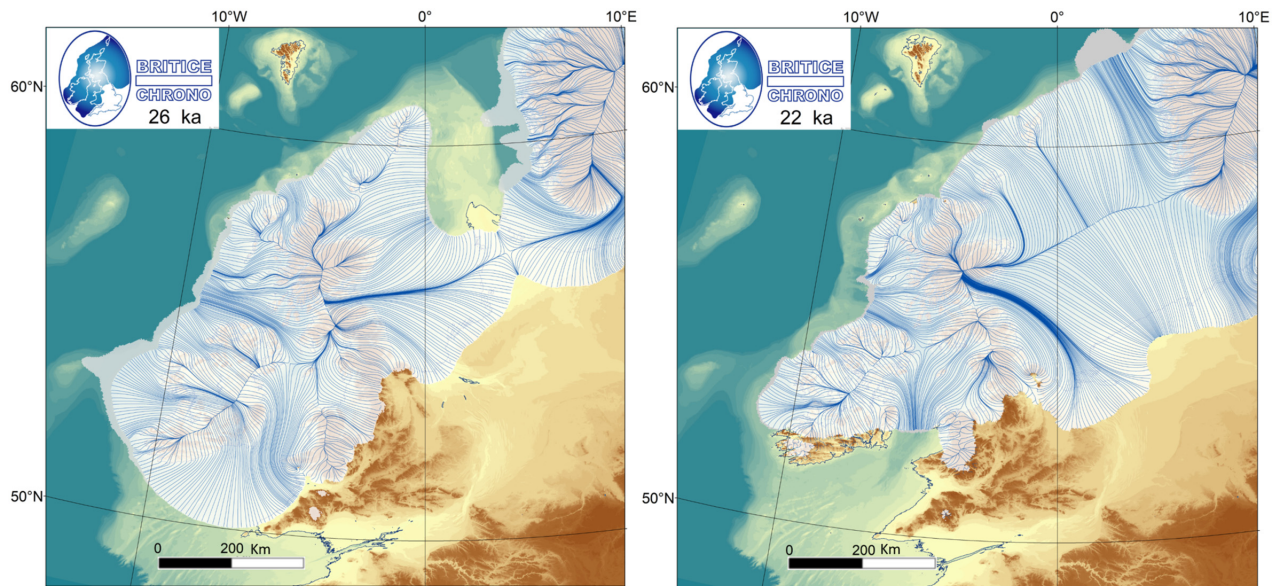 10°W 0° 10°E
BRITICE
CHRONO
26 ka
60°N
50°N
0 200 Km
10°W 0° 10°E
BRITICE
CHRONO
22 ka
60°N
50°N
0 200 Km